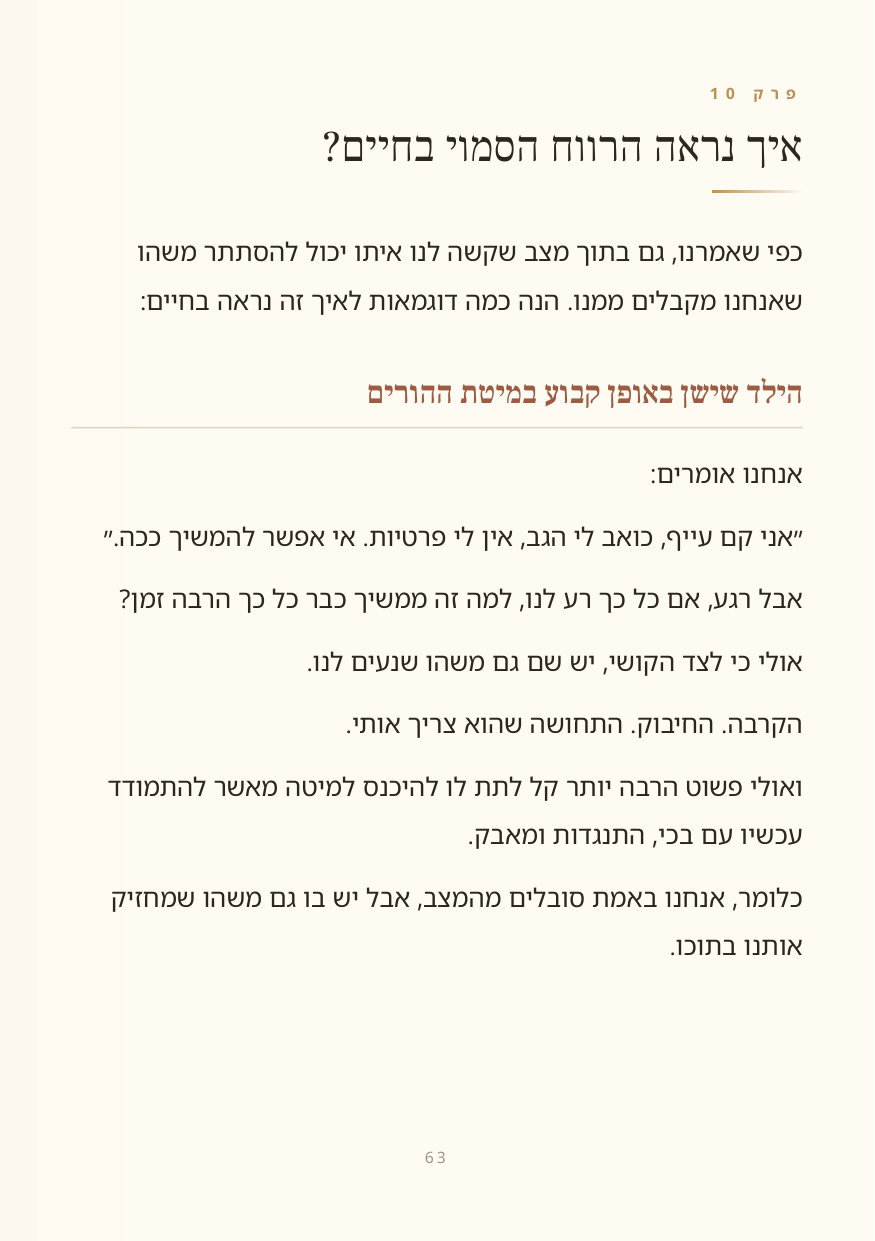 פרק 10
איך נראה הרווח הסמוי בחיים?
כפי שאמרנו, גם בתוך מצב שקשה לנו איתו יכול להסתתר משהו
שאנחנו מקבלים ממנו. הנה כמה דוגמאות לאיך זה נראה בחיים:
הילד שישן באופן קבוע במיטת ההורים
אנחנו אומרים:
״אני קם עייף, כואב לי הגב, אין לי פרטיות. אי אפשר להמשיך ככה.״
אבל רגע, אם כל כך רע לנו, למה זה ממשיך כבר כל כך הרבה זמן?
אולי כי לצד הקושי, יש שם גם משהו שנעים לנו.
הקרבה. החיבוק. התחושה שהוא צריך אותי.
ואולי פשוט הרבה יותר קל לתת לו להיכנס למיטה מאשר להתמודד
עכשיו עם בכי, התנגדות ומאבק.
כלומר, אנחנו באמת סובלים מהמצב, אבל יש בו גם משהו שמחזיק
אותנו בתוכו.
63